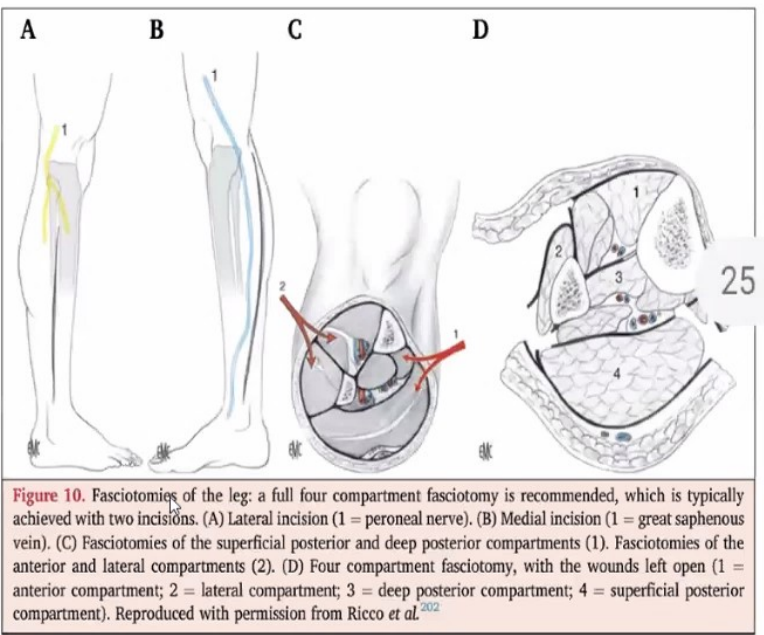 A
B
C
D
1
1
1
2
3
4
2
1
25
EMC
EMC
EMC
EMC
Figure 10. Fasciotomies of the leg: a full four compartment fasciotomy is recommended, which is typically
achieved with two incisions. (A) Lateral incision (1 = peroneal nerve). (B) Medial incision (1 = great saphenous
vein). (C) Fasciotomies of the superficial posterior and deep posterior compartments (1). Fasciotomies of the
anterior and lateral compartments (2). (D) Four compartment fasciotomy, with the wounds left open (1 =
anterior compartment; 2 = lateral compartment; 3 = deep posterior compartment; 4 = superficial posterior
compartment). Reproduced with permission from Ricco et al.202